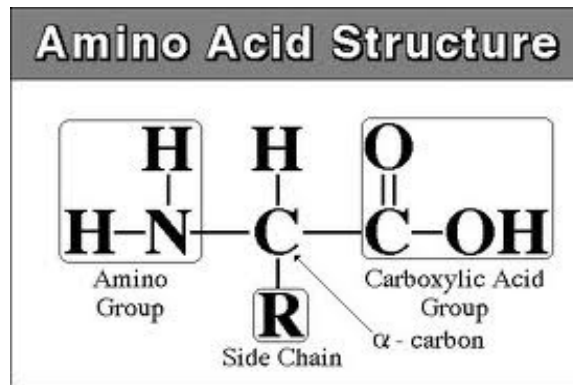 Amino Acid Structure
H H O
H-N-C-C-OH
Amino Group
Carboxylic Acid Group
R
α - carbon
Side Chain